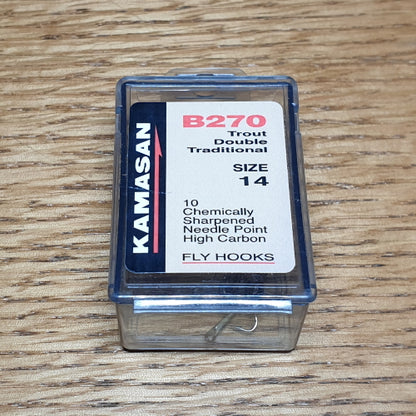 KAMASAN
B270
Trout
Double
Traditional
SIZE
14
10
Chemically
Sharpened
Needle Point
High Carbon
FLY HOOKS